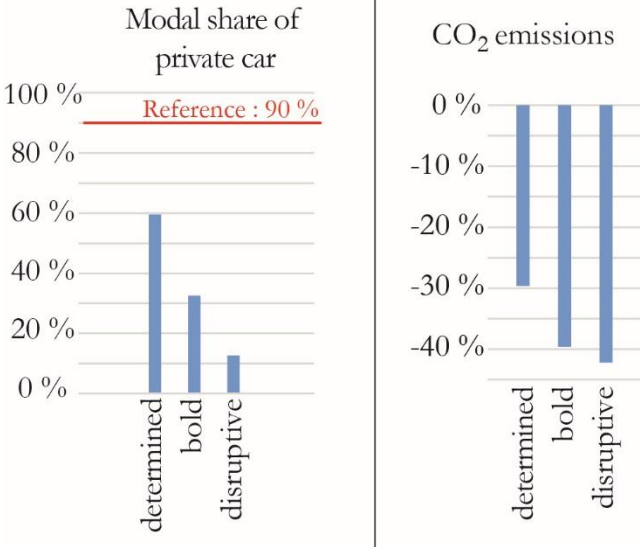 Modal share of
private car
100 %
Reference : 90 %
80 %
60 %
40 %
20 %
0 %
determined
bold
disruptive
CO₂ emissions
0 %
-10 %
-20 %
-30 %
-40 %
determined
bold
disruptive